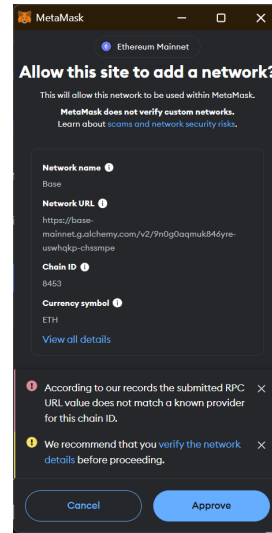 MetaMask
Ethereum Mainnet
Allow this site to add a network?
This will allow this network to be used within MetaMask.
MetaMask does not verify custom networks.
Learn about scams and network security risks.
Network name
Base
Network URL
https://base-
mainnet.g.alchemy.com/v2/9n0g0aqmuk846yre-
uswhqkp-chssmpe
Chain ID
8453
Currency symbol
ETH
View all details
According to our records the submitted RPC
URL value does not match a known provider
for this chain ID.
We recommend that you verify the network
details before proceeding.
Cancel
Approve